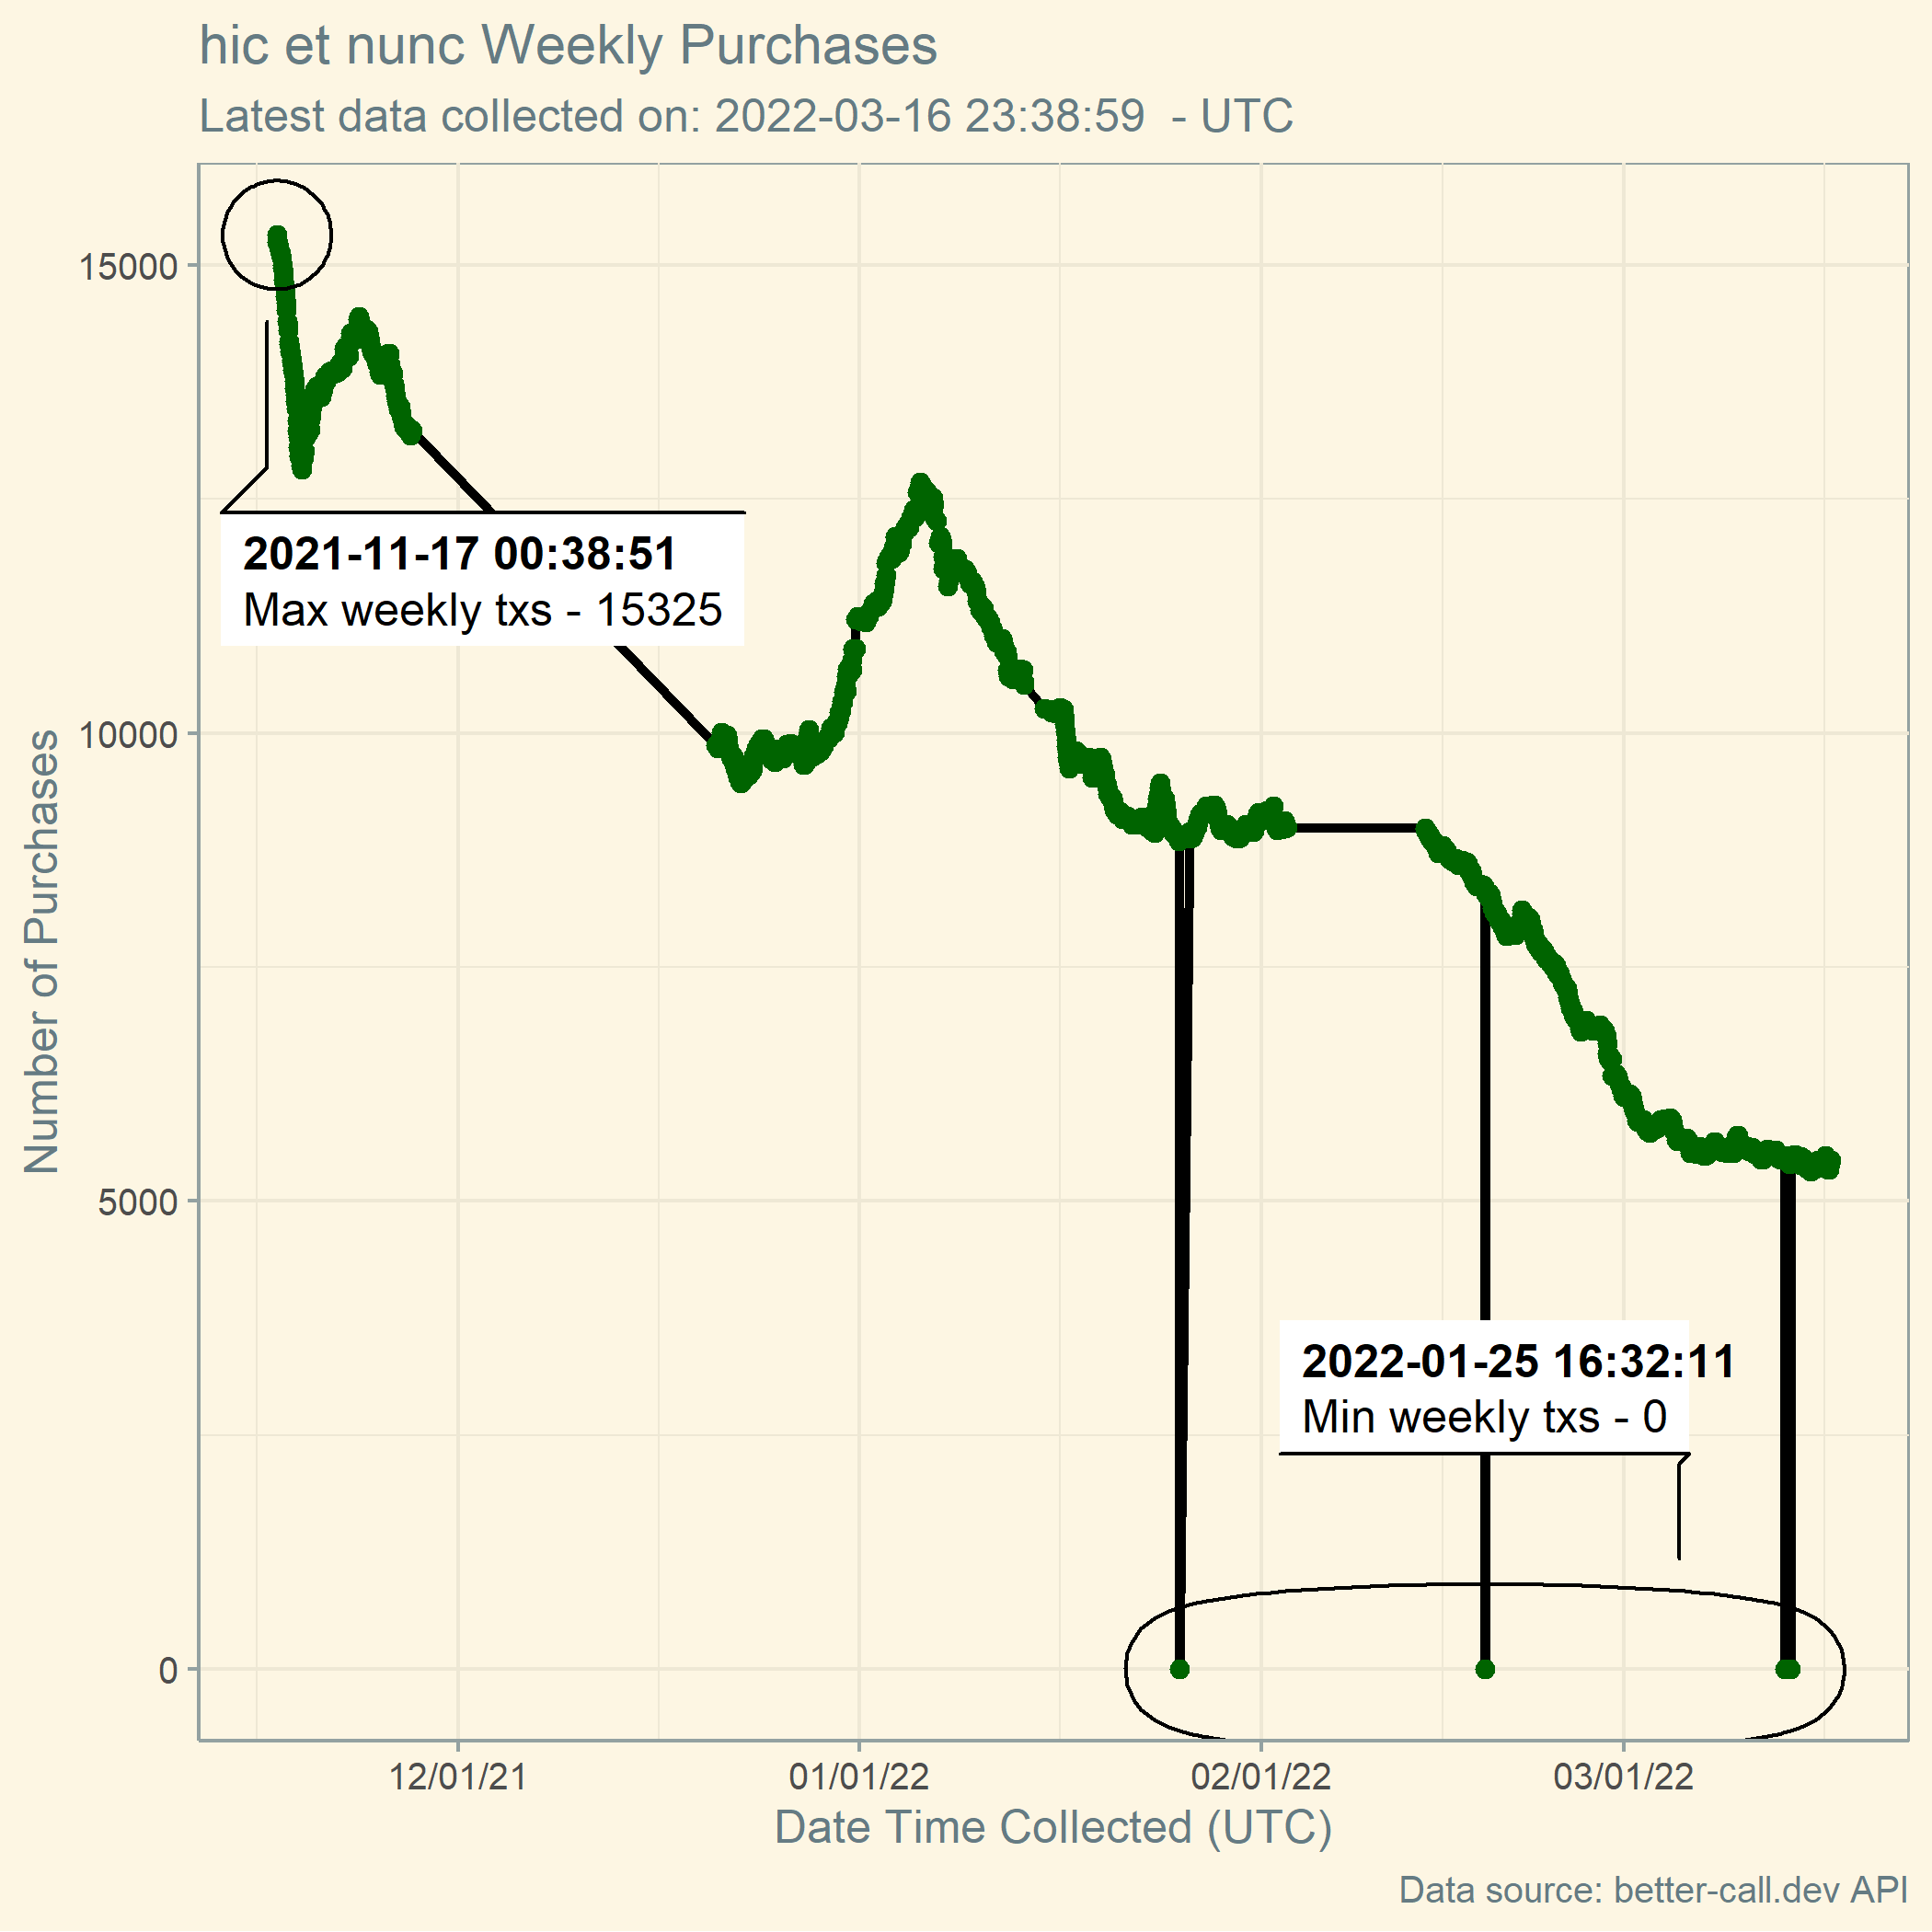 hic et nunc Weekly Purchases
Latest data collected on: 2022-03-16 23:38:59  - UTC
Number of Purchases
15000
10000
5000
0
2021-11-17 00:38:51
Max weekly txs - 15325
2022-01-25 16:32:11
Min weekly txs - 0
12/01/21
01/01/22
02/01/22
03/01/22
Date Time Collected (UTC)
Data source: better-call.dev API